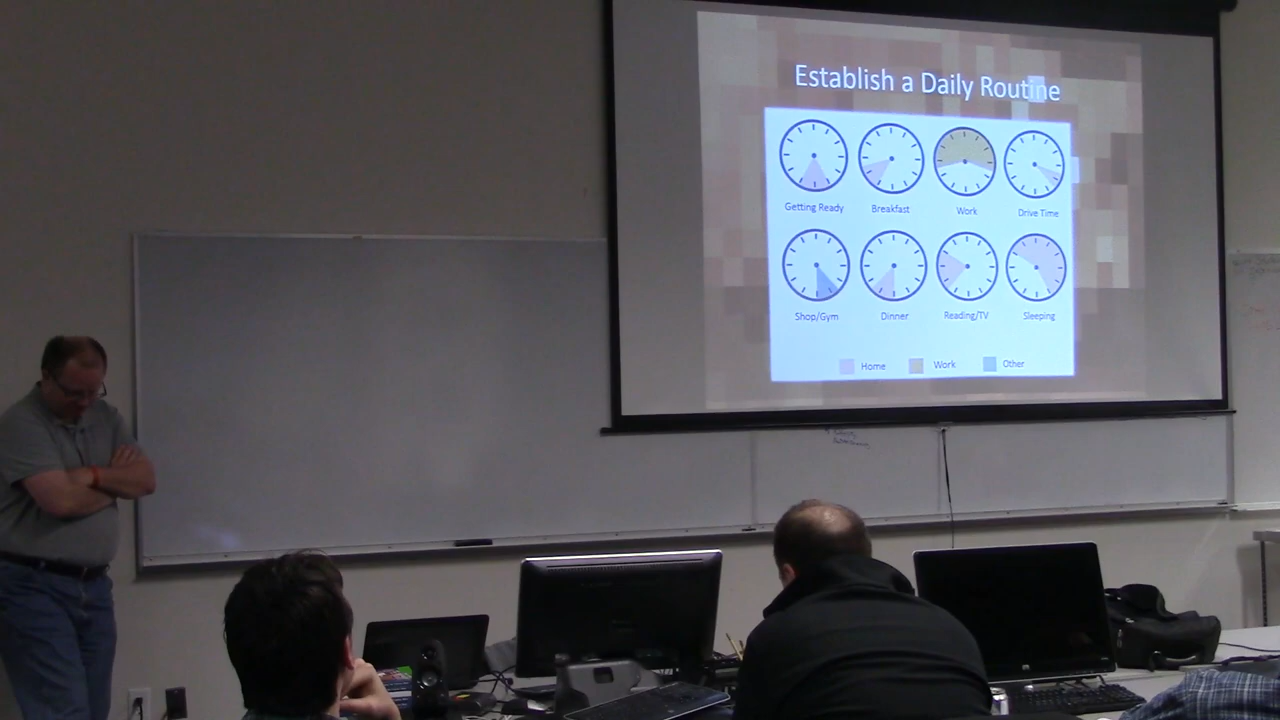 Establish a Daily Routine
Getting Ready Breakfast Work Drive Time
Shop/Gym Dinner Reading/TV Sleeping
Home Work Other